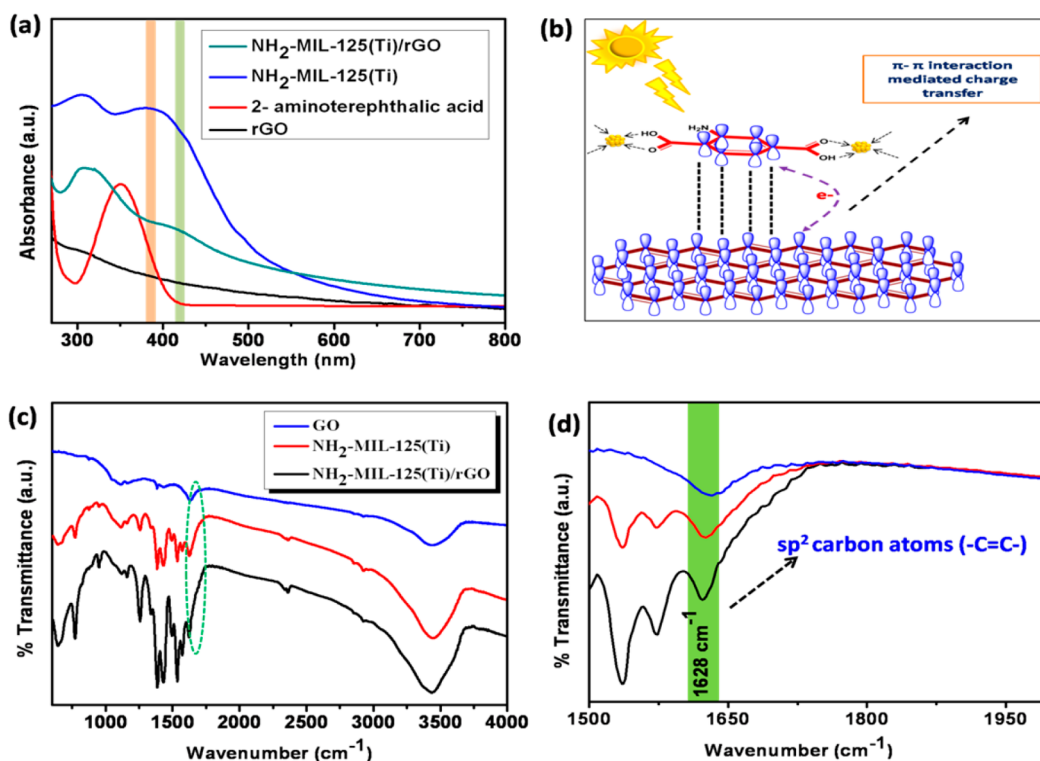 (a)
NH2-MIL-125(Ti)/rGO
NH2-MIL-125(Ti)
2- aminoterephthalic acid
rGO
Absorbance (a.u.)
300 400 500 600 700 800
Wavelength (nm)
(b)
π- π interaction
mediated charge
transfer
H2N
HO
O
O
OH
e-
(c)
GO
NH2-MIL-125(Ti)
NH2-MIL-125(Ti)/rGO
% Transmittance (a.u.)
1000 1500 2000 2500 3000 3500 4000
Wavenumber (cm-1)
(d)
sp2 carbon atoms (-C=C-)
1628 cm-1
% Transmittance (a.u.)
1500 1650 1800 1950
Wavenumber (cm-1)